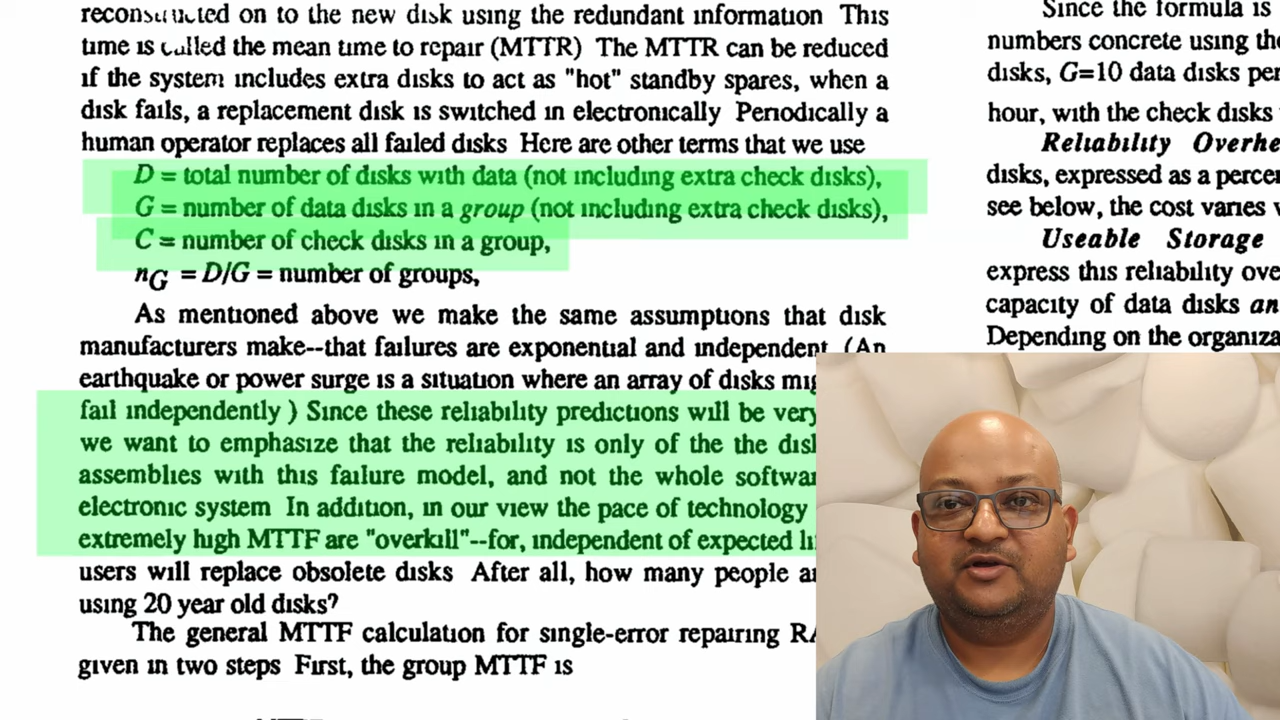 reconstructed on to the new disk using the redundant information This
time is called the mean time to repair (MTTR) The MTTR can be reduced
if the system includes extra disks to act as "hot" standby spares, when a
disk fails, a replacement disk is switched in electronically Periodically a
human operator replaces all failed disks Here are other terms that we use
D = total number of disks with data (not including extra check disks),
G = number of data disks in a group (not including extra check disks),
C = number of check disks in a group,
nG = D/G = number of groups,
As mentioned above we make the same assumptions that disk
manufacturers make--that failures are exponential and independent (An
earthquake or power surge is a situation where an array of disks
fail independently ) Since these reliability predictions will be very
we want to emphasize that the reliability is only of the the
assemblies with this failure model, and not the whole
electronic system In addition, in our view the pace of technology
extremely high MTTF are "overkill"--for, independent of expected
users will replace obsolete disks After all, how many people
using 20 year old disks?
The general MTTF calculation for single-error repairing
given in two steps First, the group MTTF is
Since the formula is
numbers concrete using
disks, G=10 data disks per
hour, with the check disks
Reliability
disks, expressed as a
see below, the cost varies
Useable Storage
express this reliability
capacity of data disks
Depending on the